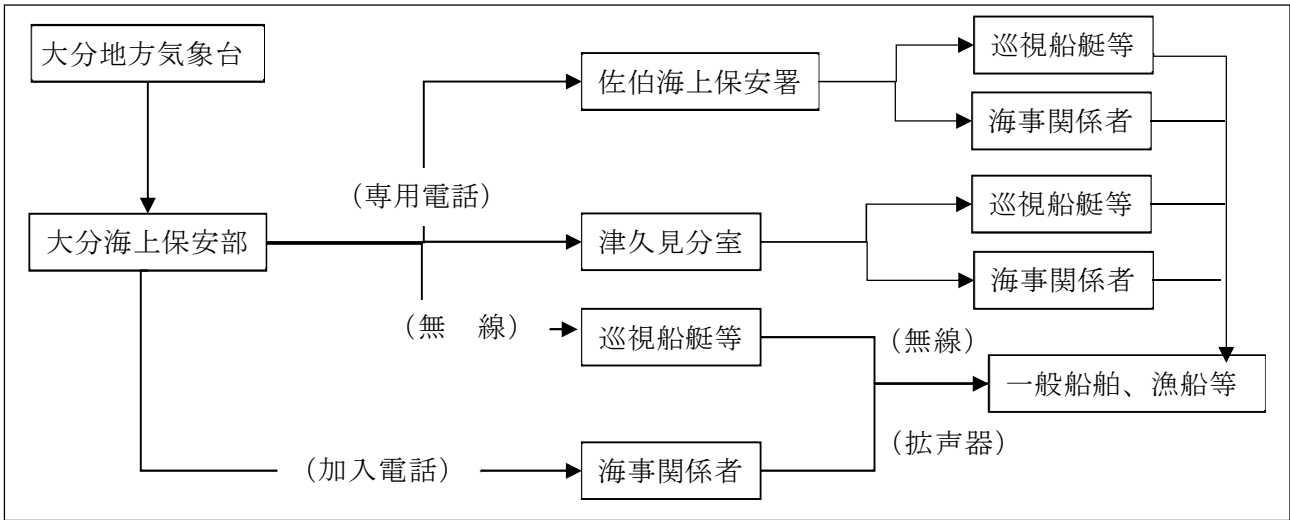 大分地方気象台
佐伯海上保安署
巡視船艇等
海事関係者
(専用電話)
大分海上保安部
津久見分室
巡視船艇等
海事関係者
(無　線)
巡視船艇等
(無線)
一般船舶、漁船等
(拡声器)
(加入電話)
海事関係者